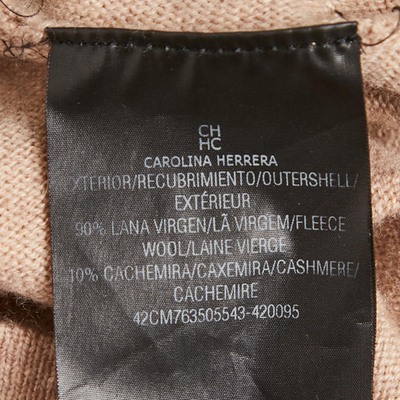 CH
HC
CAROLINA HERRERA
EXTERIOR/RECUBRIMIENTO/OUTERSHELL/
EXTÉRIEUR
90% LANA VIRGEN/LÃ VIRGEM/FLEECE
WOOL/LAINE VIERGE
10% CACHEMIRA/CAXEMIRA/CASHMERE/
CACHEMIRE
42CM763505543-420095